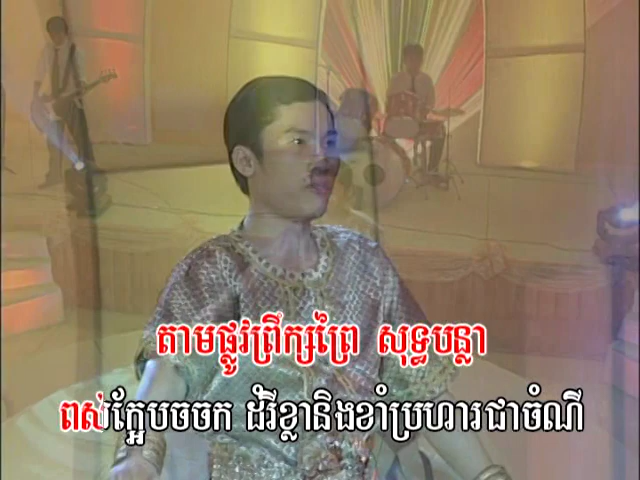 តាមផ្លូវព្រឹក្សព្រៃ សុទ្ធបន្លា
ពស់ក្អែបចចក ដំរីខ្លានិងខាំប្រហារជាចំណី